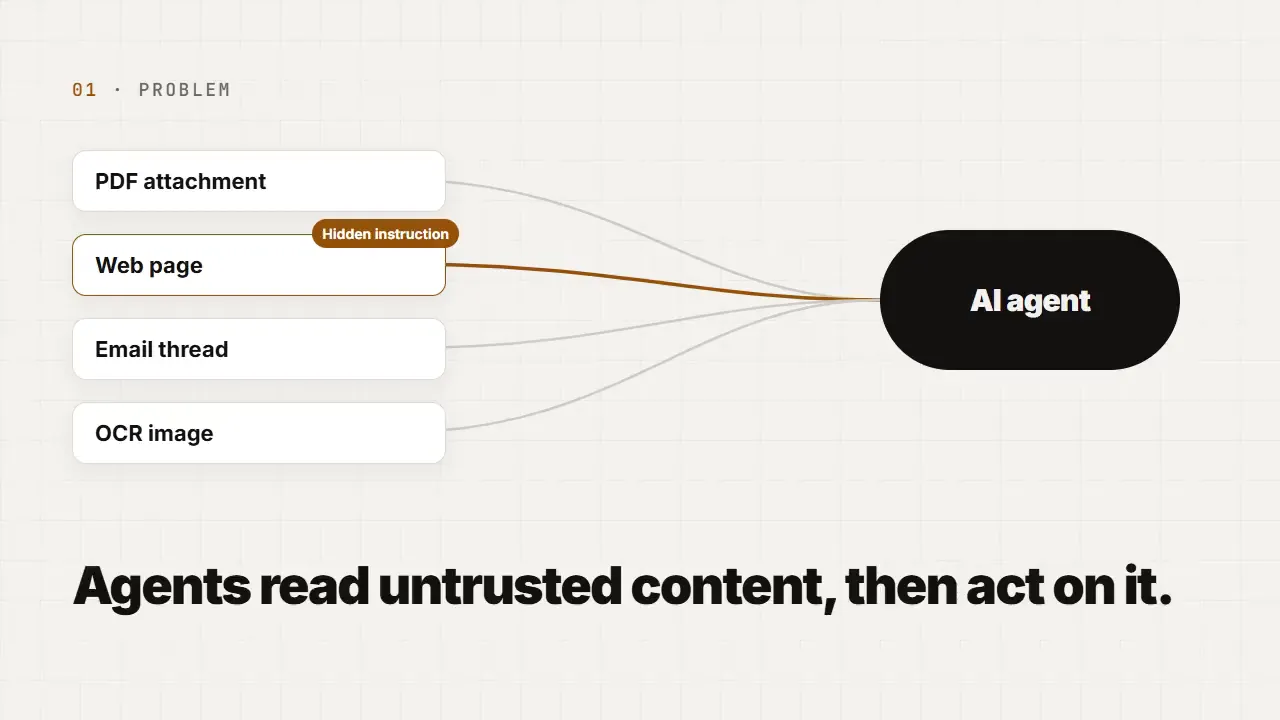 01 · PROBLEM
PDF attachment
Hidden instruction
Web page
Email thread
OCR image
AI agent
Agents read untrusted content, then act on it.